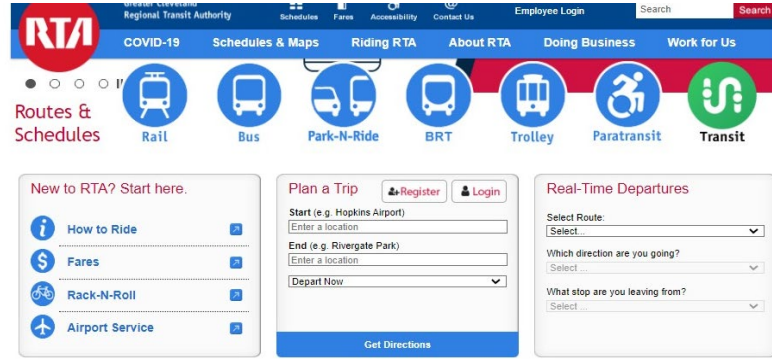 Greater Cleveland
Regional Transit Authority
Schedules
Fares
Accessibility
Contact Us
Employee Login
Search
Search
RTA
COVID-19
Schedules & Maps
Riding RTA
About RTA
Doing Business
Work for Us
Routes &
Schedules
Rail
Bus
Park-N-Ride
BRT
Trolley
Paratransit
Transit
New to RTA? Start here.
How to Ride
Fares
Rack-N-Roll
Airport Service
Plan a Trip
Register
Login
Start (e.g. Hopkins Airport)
Enter a location
End (e.g. Rivergate Park)
Enter a location
Depart Now
Get Directions
Real-Time Departures
Select Route:
Select...
Which direction are you going?
Select ...
What stop are you leaving from?
Select ...